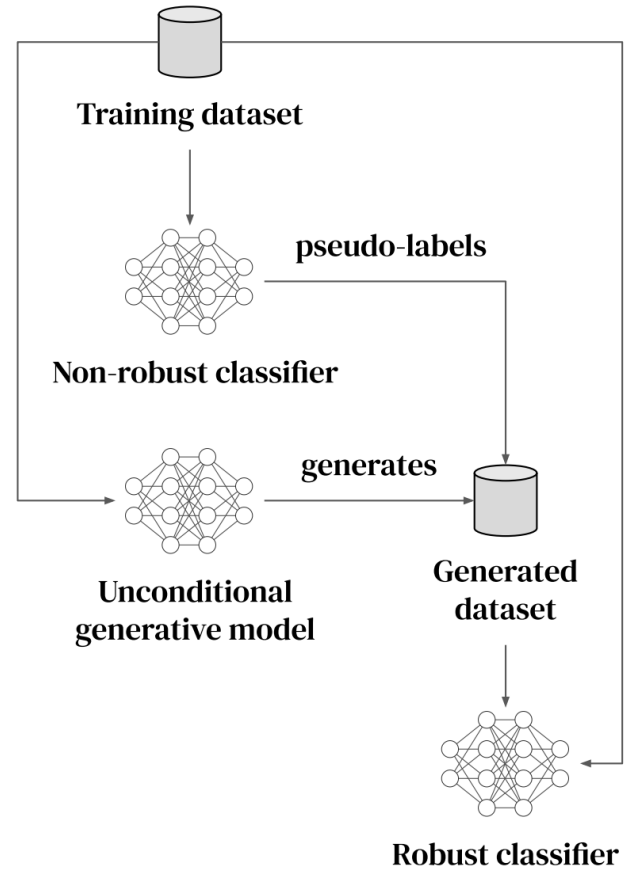 Training dataset
pseudo-labels
Non-robust classifier
generates
Unconditional
generative model
Generated
dataset
Robust classifier